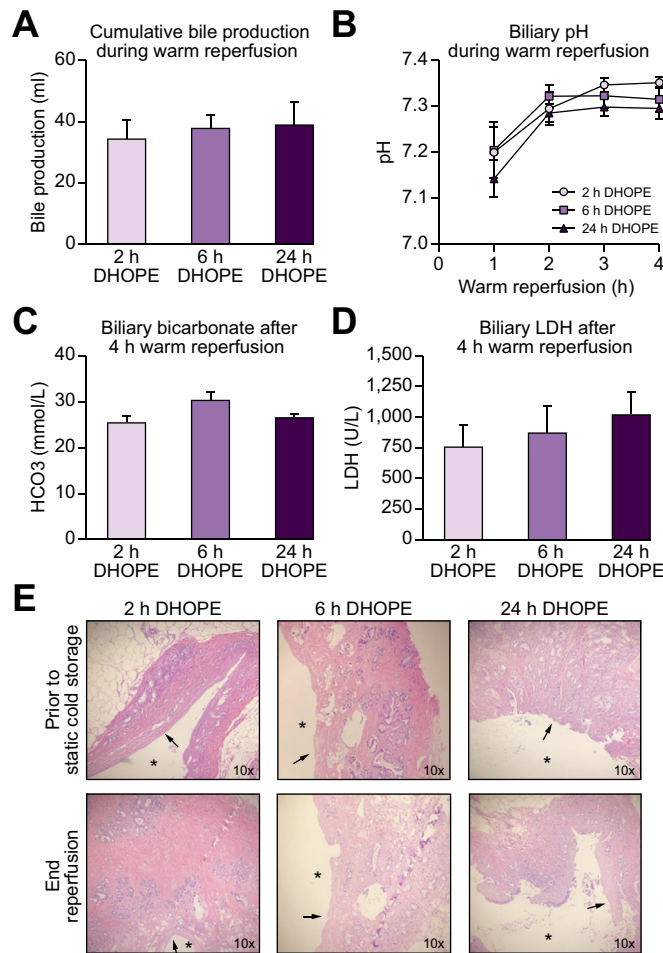 A
Cumulative bile production
during warm reperfusion
Bile production (ml)
60
40
20
0
2 h
DHOPE
6 h
DHOPE
24 h
DHOPE
B
Biliary pH
during warm reperfusion
pH
7.4
7.3
7.2
7.1
7.0
0
1
2
3
4
Warm reperfusion (h)
2 h DHOPE
6 h DHOPE
24 h DHOPE
C
Biliary bicarbonate after
4 h warm reperfusion
HCO3 (mmol/L)
40
30
20
10
0
2 h
DHOPE
6 h
DHOPE
24 h
DHOPE
D
Biliary LDH after
4 h warm reperfusion
LDH (U/L)
1,500
1,250
1,000
750
500
250
0
2 h
DHOPE
6 h
DHOPE
24 h
DHOPE
E
2 h DHOPE
6 h DHOPE
24 h DHOPE
Prior to
static cold storage
*
10x
*
10x
*
10x
End
reperfusion
*
10x
*
10x
*
10x